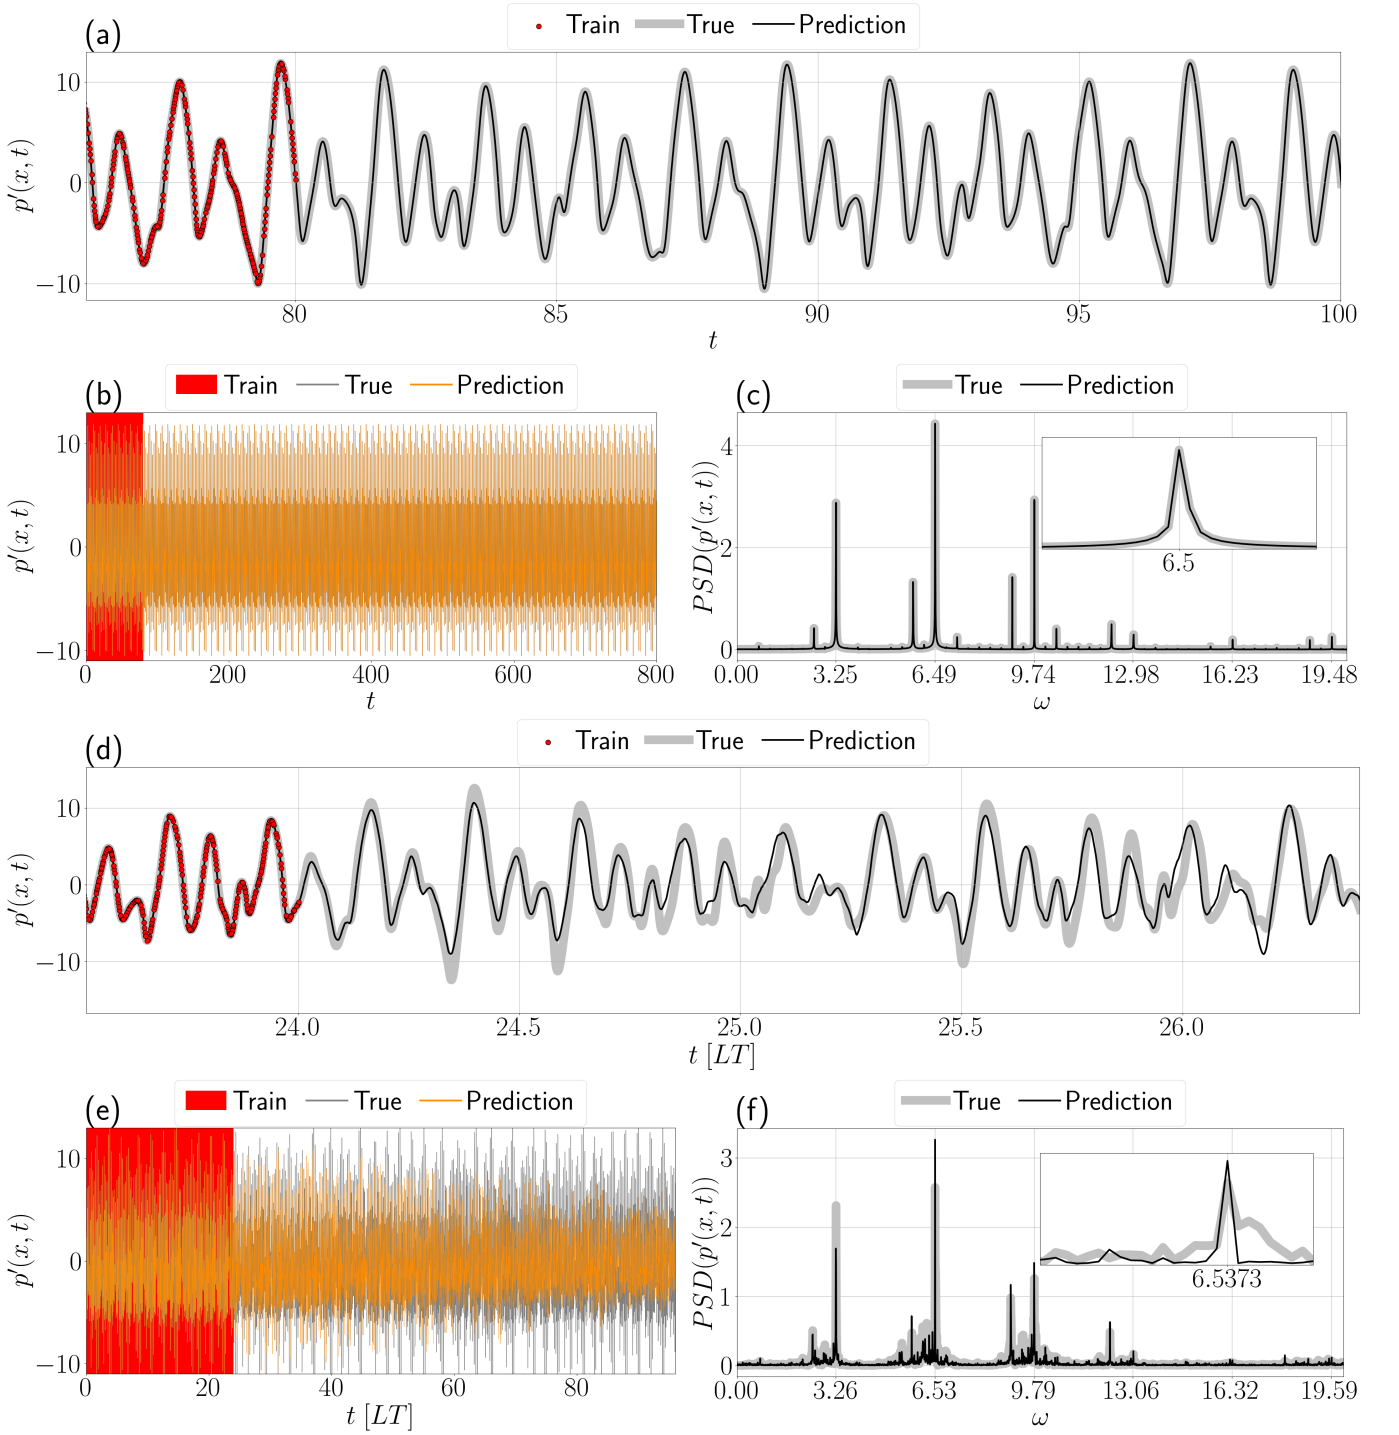 (a)
Train True Prediction
10
0
−10
p′(x, t)
80 85 90 95 100
t
(b)
Train True Prediction
10
0
−10
p′(x, t)
0 200 400 600 800
t
(c)
True Prediction
4
2
0
PSD(p′(x, t))
6.5
0.00 3.25 6.49 9.74 12.98 16.23 19.48
ω
(d)
Train True Prediction
10
0
−10
p′(x, t)
24.0 24.5 25.0 25.5 26.0
t [LT]
(e)
Train True Prediction
10
0
−10
p′(x, t)
0 20 40 60 80
t [LT]
(f)
True Prediction
3
2
1
0
PSD(p′(x, t))
6.5373
0.00 3.26 6.53 9.79 13.06 16.32 19.59
ω